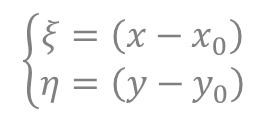 ξ = (x − x₀)
η = (y − y₀)